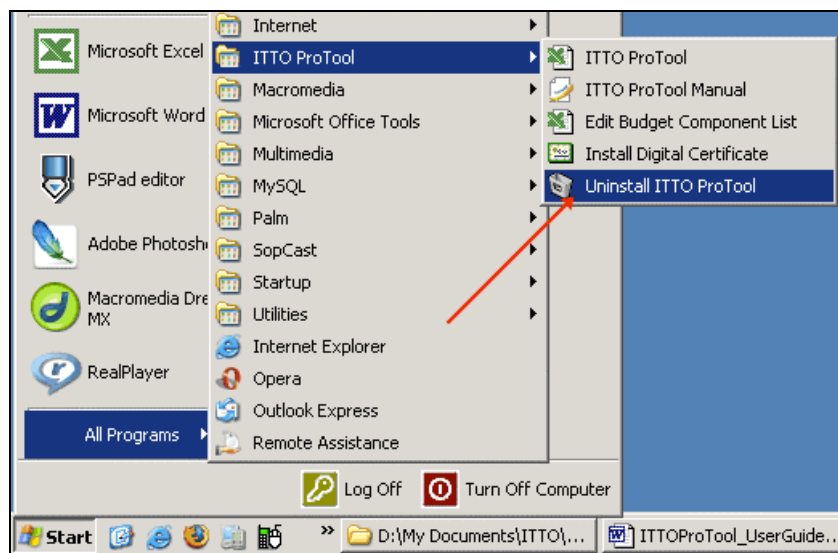 Microsoft Excel
Microsoft Word
PSPad editor
Adobe Photosh
Macromedia Dre
MX
RealPlayer
All Programs
Internet
ITTO ProTool
Macromedia
Microsoft Office Tools
Multimedia
MySQL
Palm
SopCast
Startup
Utilities
Internet Explorer
Opera
Outlook Express
Remote Assistance
ITTO ProTool
ITTO ProTool Manual
Edit Budget Component List
Install Digital Certificate
Uninstall ITTO ProTool
Log Off
Turn Off Computer
Start
D:\My Documents\ITTO\...
ITTOProTool_UserGuide...